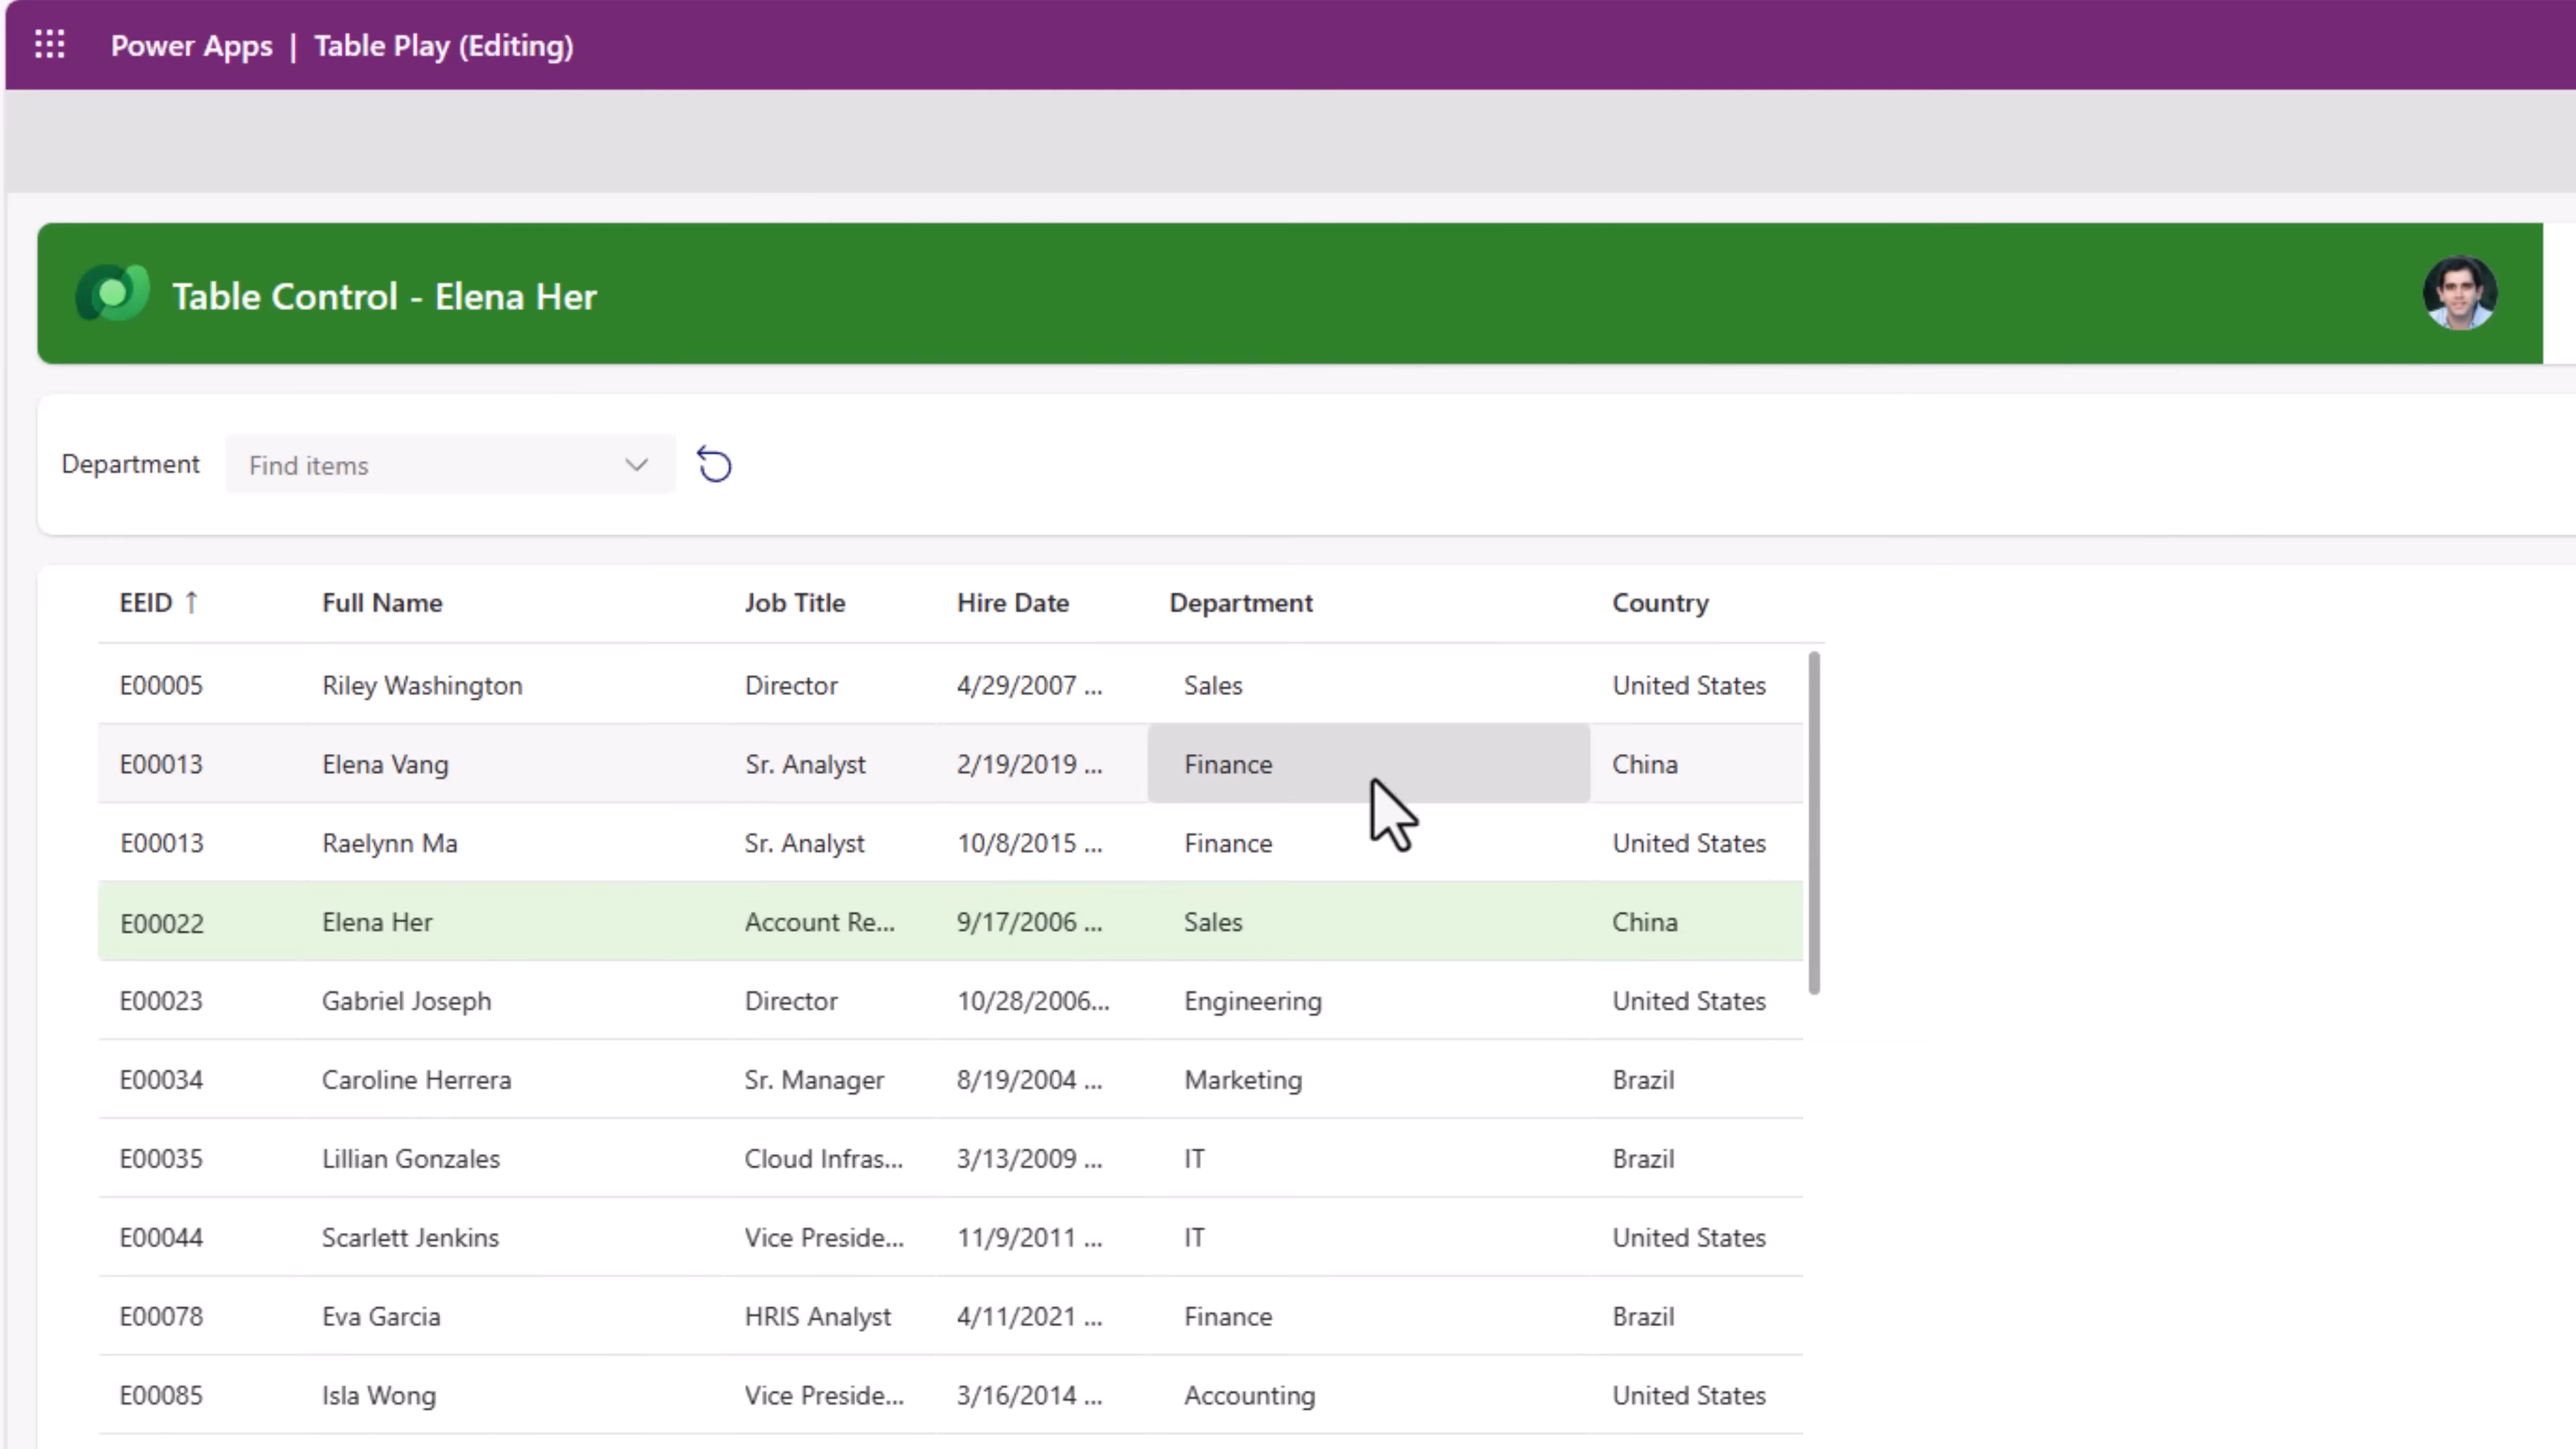 Power Apps | Table Play (Editing)
Table Control - Elena Her
Department Find items
EEID ↑ Full Name Job Title Hire Date Department Country
E00005 Riley Washington Director 4/29/2007 ... Sales United States
E00013 Elena Vang Sr. Analyst 2/19/2019 ... Finance China
E00013 Raelynn Ma Sr. Analyst 10/8/2015 ... Finance United States
E00022 Elena Her Account Re... 9/17/2006 ... Sales China
E00023 Gabriel Joseph Director 10/28/2006... Engineering United States
E00034 Caroline Herrera Sr. Manager 8/19/2004 ... Marketing Brazil
E00035 Lillian Gonzales Cloud Infras... 3/13/2009 ... IT Brazil
E00044 Scarlett Jenkins Vice Preside... 11/9/2011 ... IT United States
E00078 Eva Garcia HRIS Analyst 4/11/2021 ... Finance Brazil
E00085 Isla Wong Vice Preside... 3/16/2014 ... Accounting United States